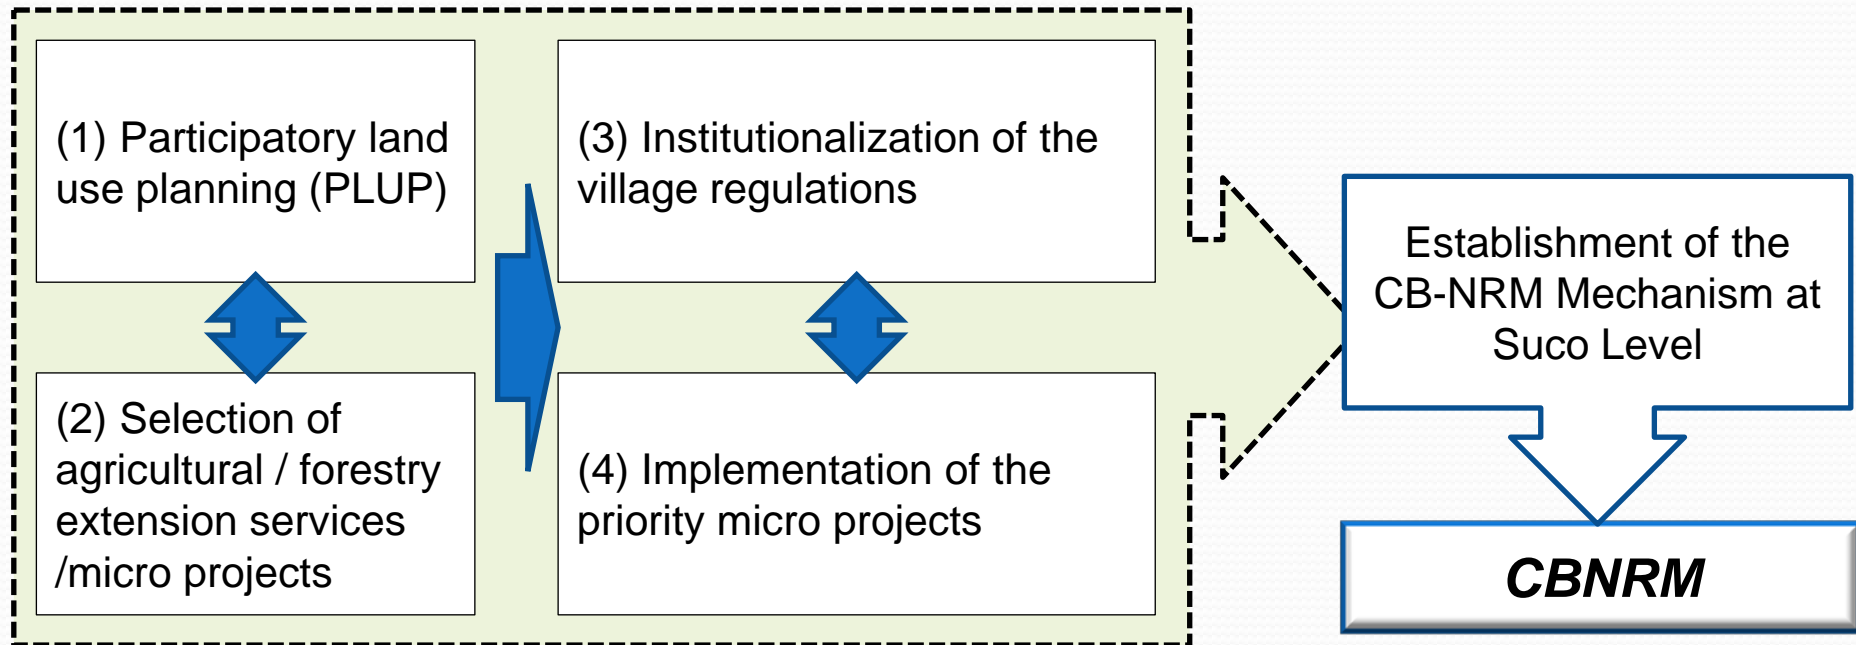 (1) Participatory land
use planning (PLUP)
(2) Selection of
agricultural / forestry
extension services
/micro projects
(3) Institutionalization of the
village regulations
(4) Implementation of the
priority micro projects
Establishment of the
CB-NRM Mechanism at
Suco Level
CBNRM